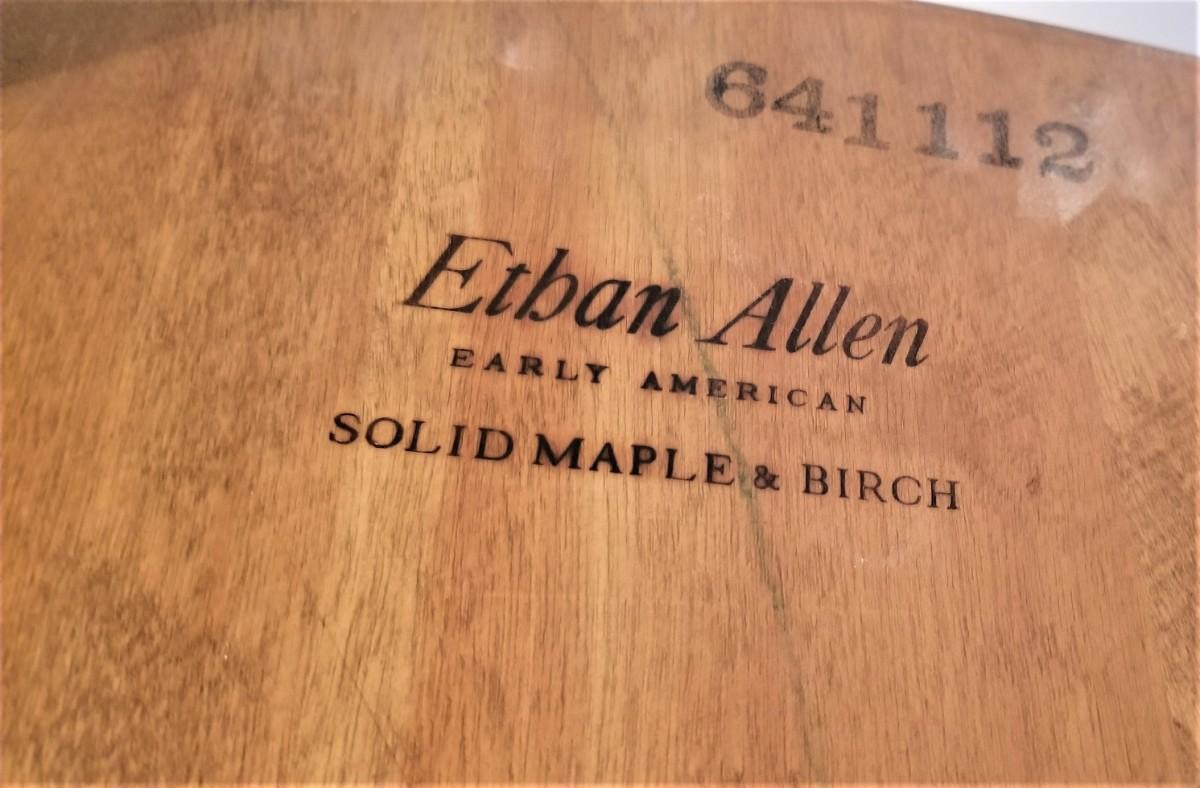 641112
Ethan Allen
EARLY AMERICAN
SOLID MAPLE & BIRCH